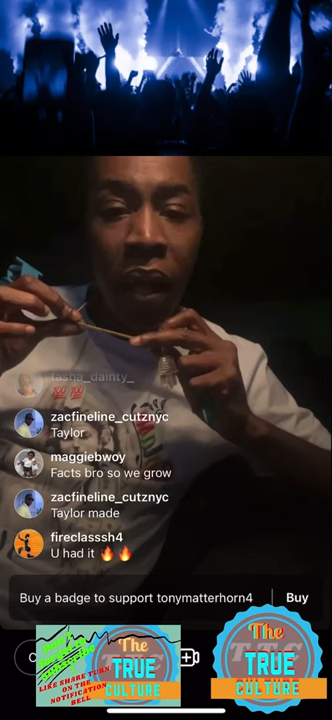 tasha_dainty_
💯💯
zacfineline_cutznyc
Taylor
maggiebwoy
Facts bro so we grow
zacfineline_cutznyc
Taylor made
fireclasssh4
U had it 🔥🔥
Buy a badge to support tonymatterhorn4
Buy
LIKE SHARE TURN
ON THE
NOTIFICATION
BELL
The
TRUE
CULTURE
The
TRUE
CULTURE